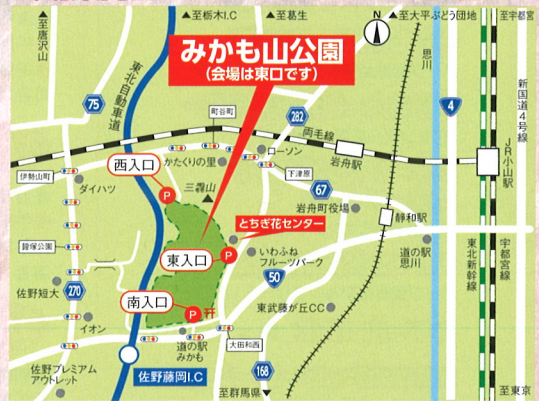 ▲至唐沢山
▲至栃木I.C
▲至葛生
▲至大平ぶどう団地
▲至宇都宮
N
みかも山公園
(会場は東口です)
東北自動車道
思川
新国道4号線
75
4
282
町谷町
両毛線
岩舟駅
JR小山駅
西入口
かたくりの里
ローソン
伊勢山町
ダイハツ
三毳山
下津原
67
岩舟町役場
静和駅
とちぎ花センター
鐘塚公園
東入口
いわふね
フルーツパーク
50
道の駅
思川
佐野短大
270
南入口
東武藤が丘CC
東北新幹線
宇都宮線
イオン
道の駅
みかも
大田和西
佐野プレミアム
アウトレット
佐野藤岡I.C
168
至群馬県▼
至東京
P
P
P